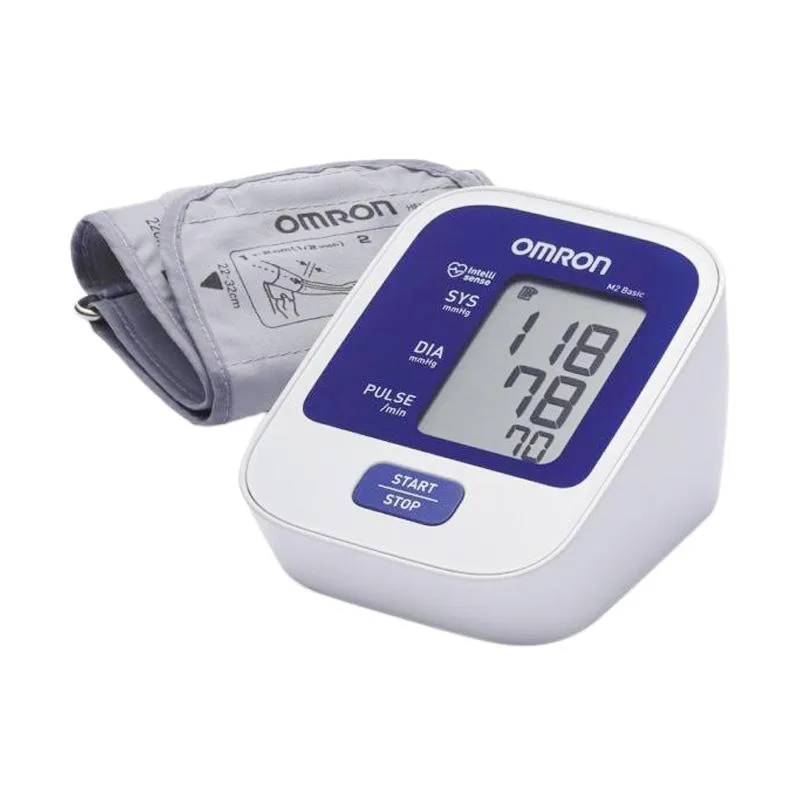 OMRON
2
22-32cm
OMRON
M2 Basic
Intelli
sense
SYS
mmHg
118
DIA
mmHg
78
PULSE
/min
70
START
STOP